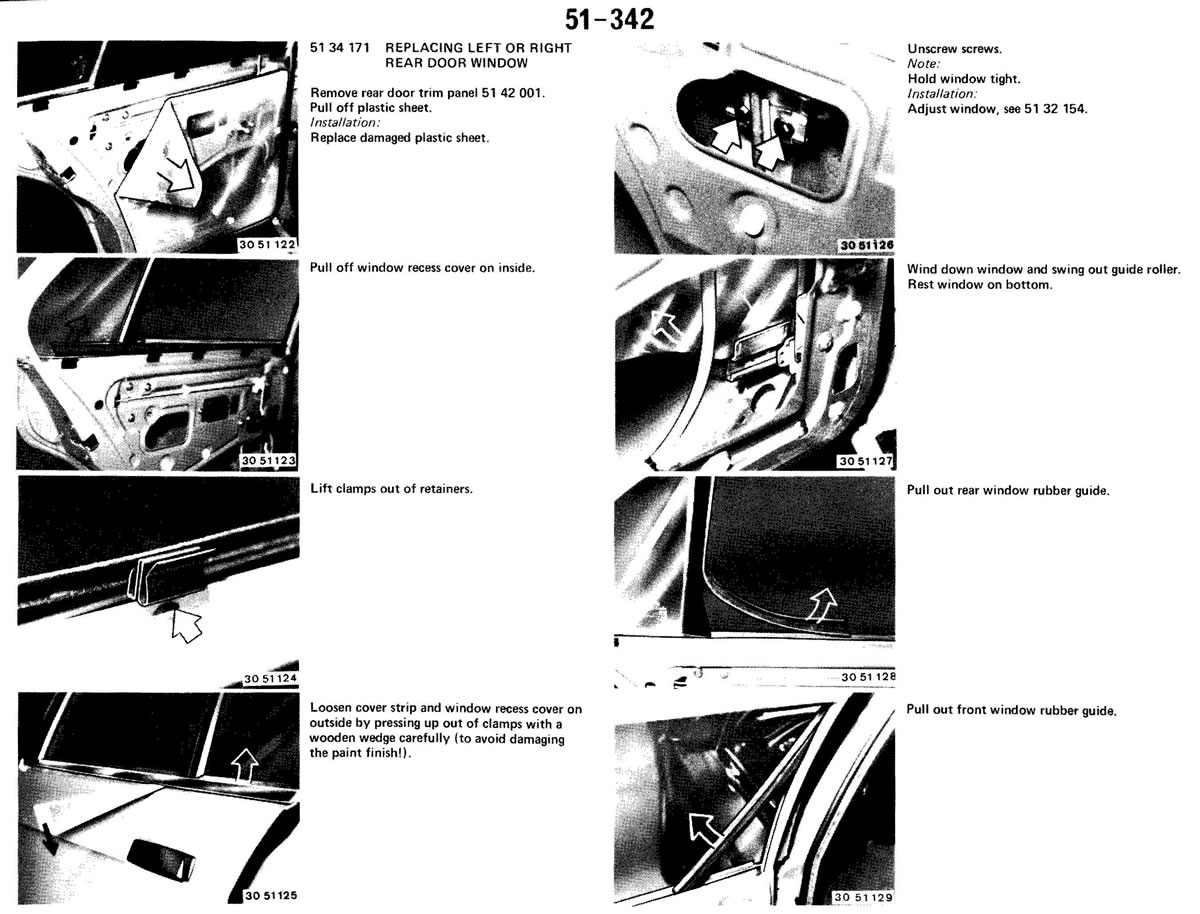 51-342
51 34 171 REPLACING LEFT OR RIGHT
REAR DOOR WINDOW
Remove rear door trim panel 51 42 001.
Pull off plastic sheet.
Installation:
Replace damaged plastic sheet.
30 51 122
Pull off window recess cover on inside.
30 51 123
Lift clamps out of retainers.
30 51 124
Loosen cover strip and window recess cover on
outside by pressing up out of clamps with a
wooden wedge carefully (to avoid damaging
the paint finish!).
30 51 125
Unscrew screws.
Note:
Hold window tight.
Installation:
Adjust window, see 51 32 154.
30 51 126
Wind down window and swing out guide roller.
Rest window on bottom.
30 51 127
Pull out rear window rubber guide.
30 51 128
Pull out front window rubber guide.
30 51 129